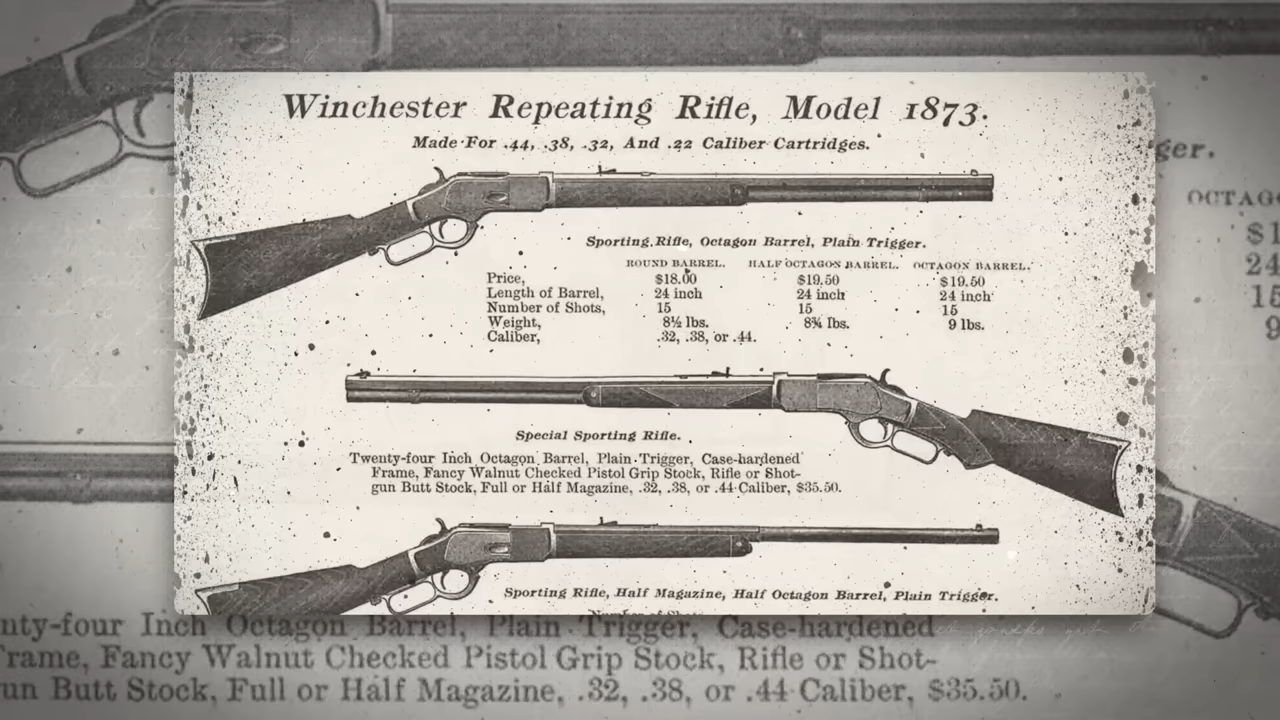 Winchester Repeating Rifle, Model 1873.
Made For .44, .38, .32, And .22 Caliber Cartridges.
Sporting Rifle, Octagon Barrel, Plain Trigger.
ROUND BARREL. HALF OCTAGON BARREL. OCTAGON BARREL.
Price, $18.00 $19.50 $19.50
Length of Barrel, 24 inch 24 inch 24 inch
Number of Shots, 15 15 15
Weight, 8½ lbs. 8¾ lbs. 9 lbs.
Caliber, .32, .38, or .44.
Special Sporting Rifle.
Twenty-four Inch Octagon Barrel, Plain Trigger, Case-hardened
Frame, Fancy Walnut Checked Pistol Grip Stock, Rifle or Shot-
gun Butt Stock, Full or Half Magazine, .32, .38, or .44 Caliber, $35.50.
Sporting Rifle, Half Magazine, Half Octagon Barrel, Plain Trigger.
ger.
OCTAG
$1
24
15
9
nty-four Inch Octagon Barrel, Plain Trigger, Case-hardened
Frame, Fancy Walnut Checked Pistol Grip Stock, Rifle or Shot-
un Butt Stock, Full or Half Magazine, .32, .38, or .44 Caliber, $35.50.